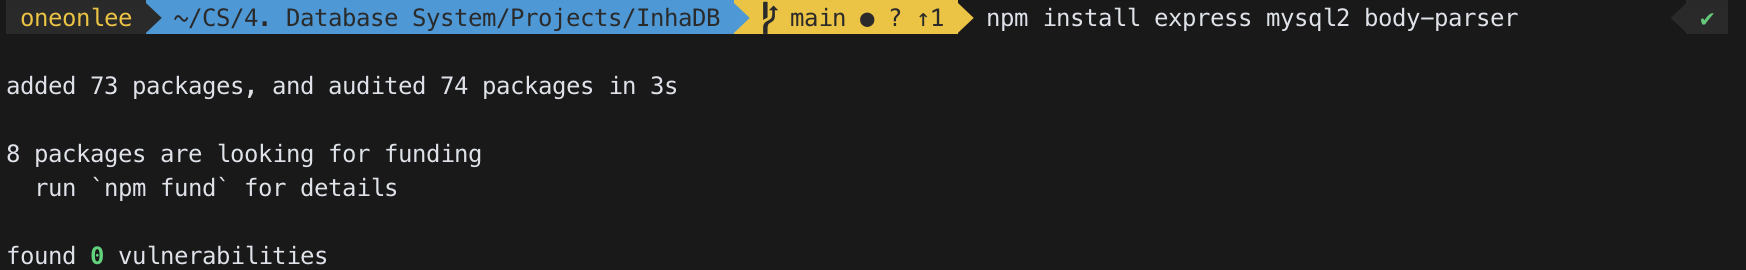 oneonlee ~/CS/4. Database System/Projects/InhaDB main ● ? ↑1 npm install express mysql2 body-parser ✔
added 73 packages, and audited 74 packages in 3s
8 packages are looking for funding
run `npm fund` for details
found 0 vulnerabilities